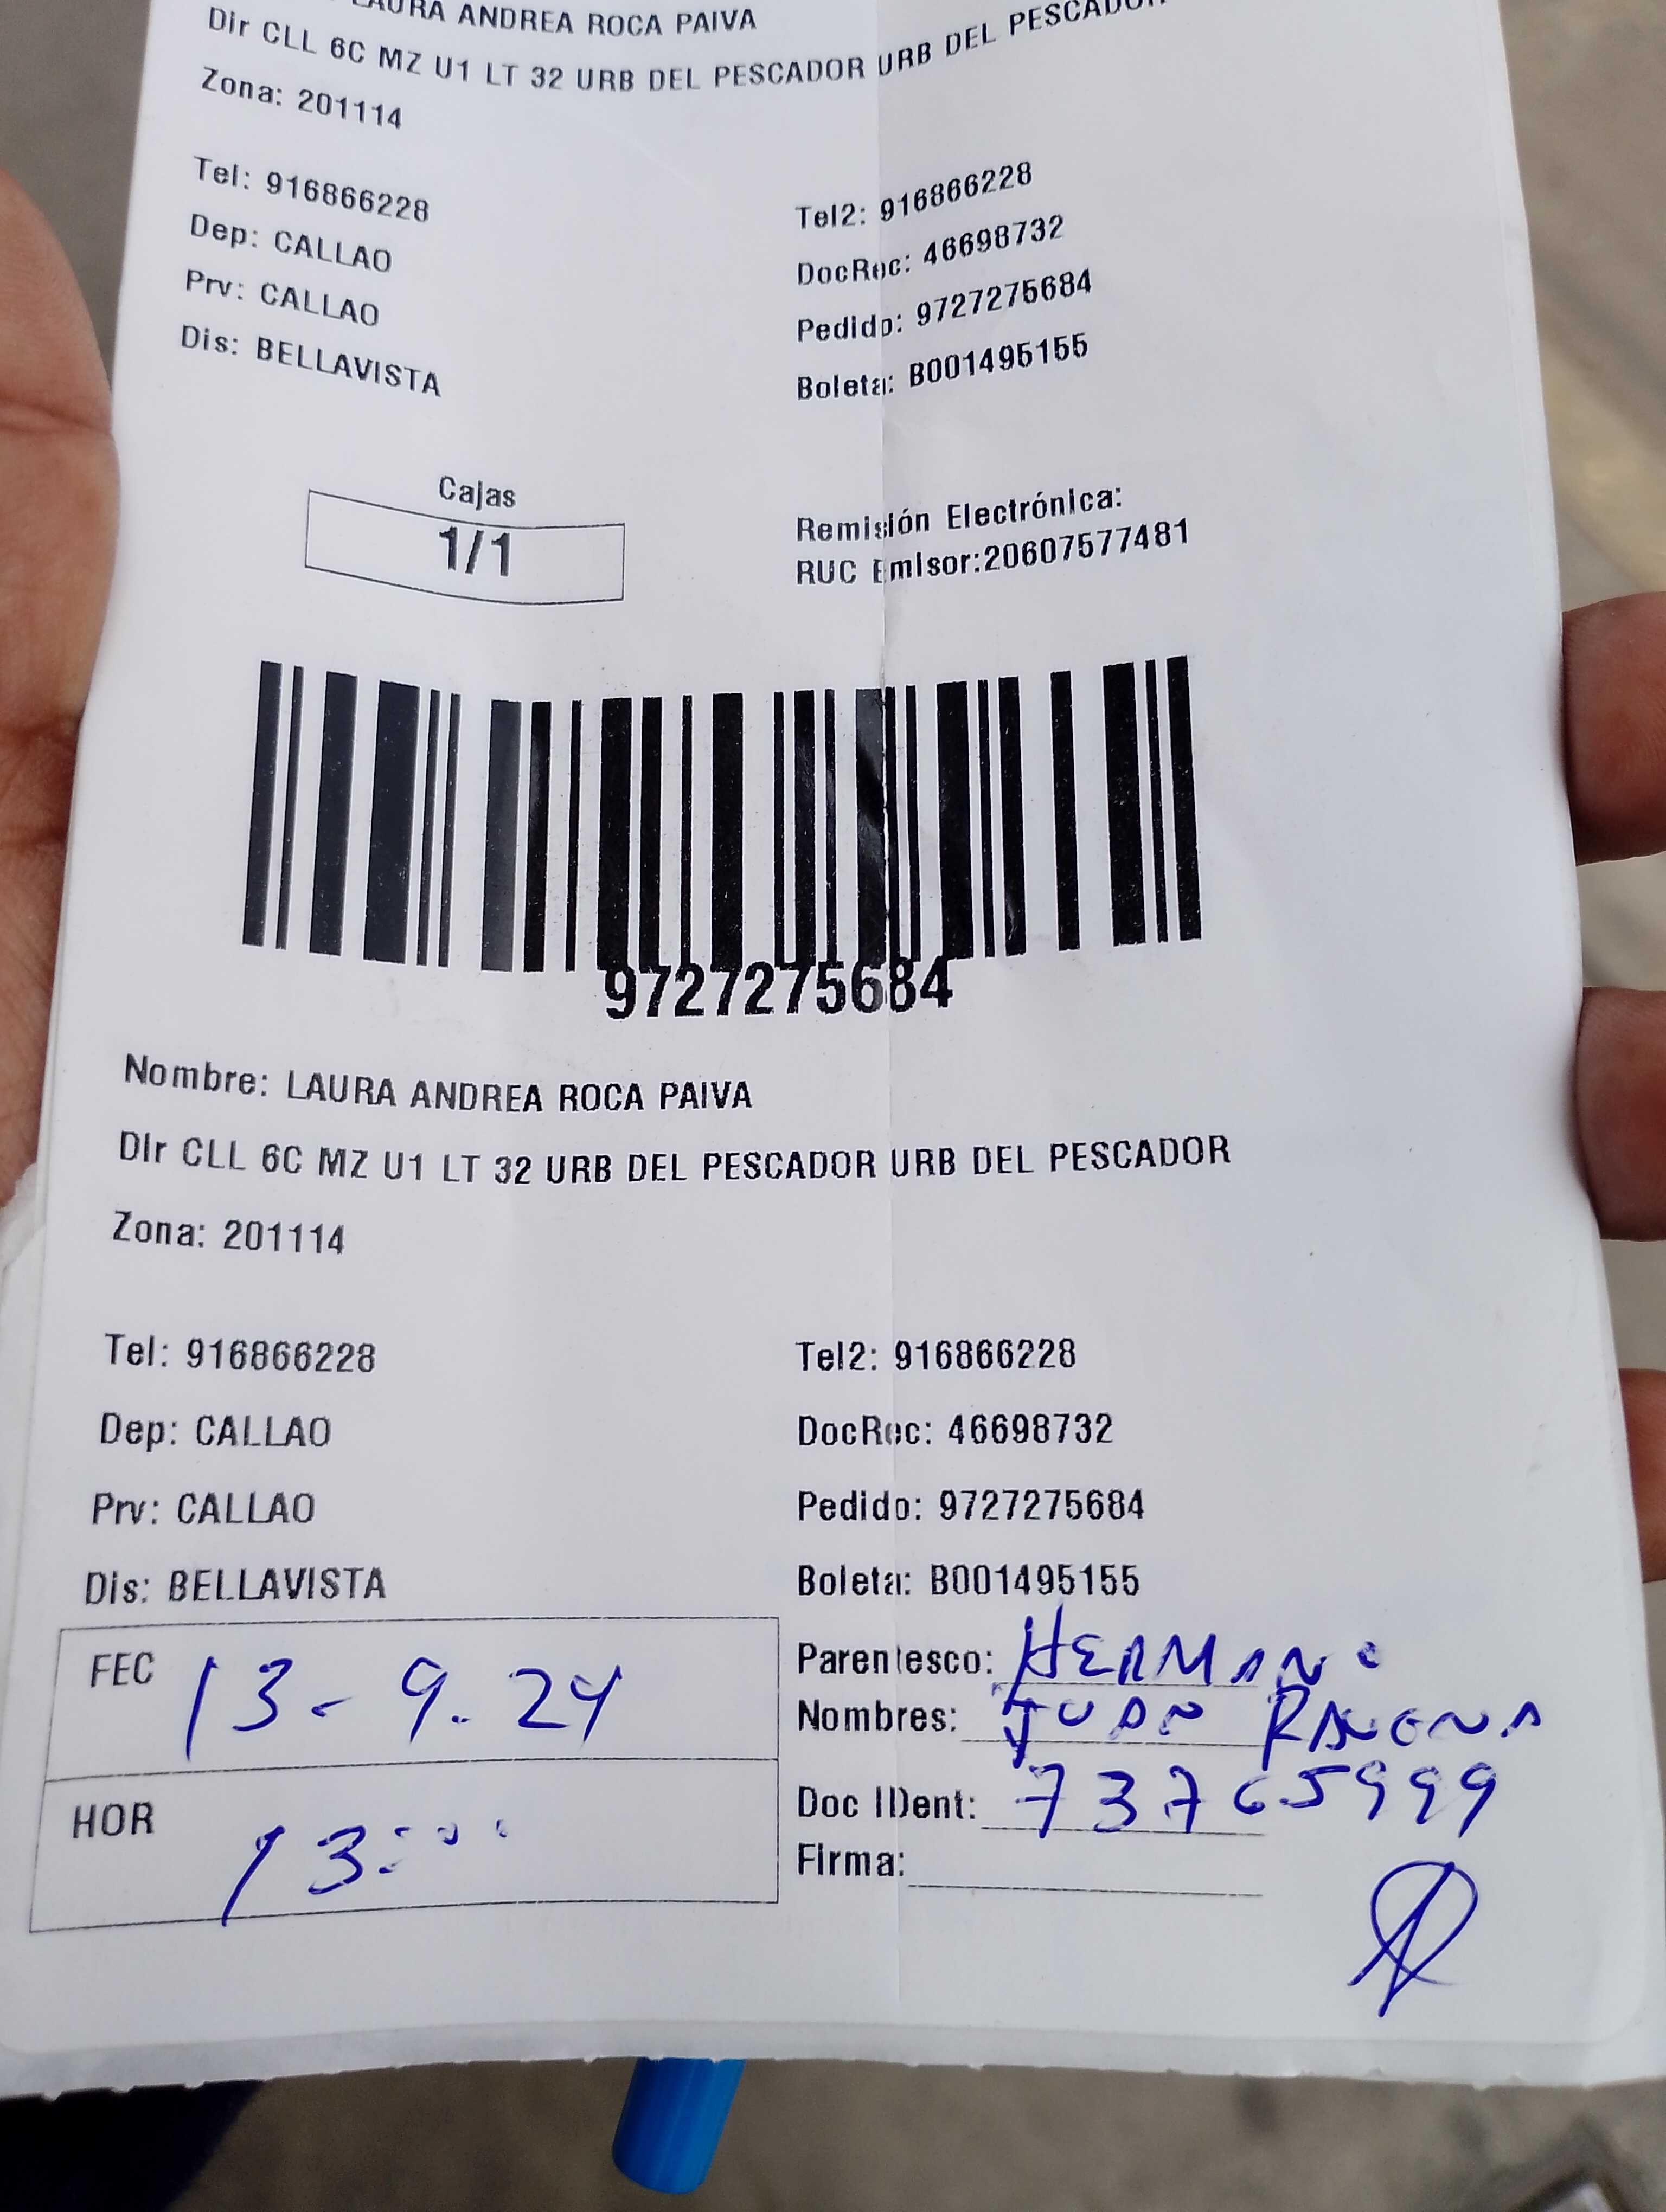 LAURA ANDREA ROCA PAIVA
Dir CLL 6C MZ U1 LT 32 URB DEL PESCADOR URB DEL PESCADOR
Zona: 201114
Tel: 916866228
Tel2: 916866228
Dep: CALLAO
DocRec: 46698732
Prv: CALLAO
Pedido: 9727275684
Dis: BELLAVISTA
Boleta: B001495155
Cajas
1/1
Remisión Electrónica:
RUC Emisor:20607577481
9727275684
Nombre: LAURA ANDREA ROCA PAIVA
Dir CLL 6C MZ U1 LT 32 URB DEL PESCADOR URB DEL PESCADOR
Zona: 201114
Tel: 916866228
Tel2: 916866228
Dep: CALLAO
DocRec: 46698732
Prv: CALLAO
Pedido: 9727275684
Dis: BELLAVISTA
Boleta: B001495155
FEC 13-9.24
Parentesco: HERMANO
Nombres: JUAN
Doc IDent: 73765999
HOR 13:00
Firma: